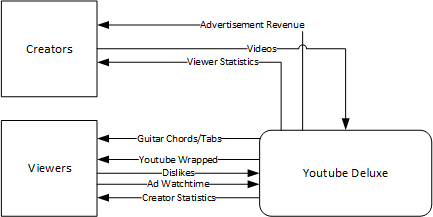 Advertisement Revenue
Creators
Videos
Viewer Statistics
Guitar Chords/Tabs
Youtube Wrapped
Viewers
Dislikes
Youtube Deluxe
Ad Watchtime
Creator Statistics